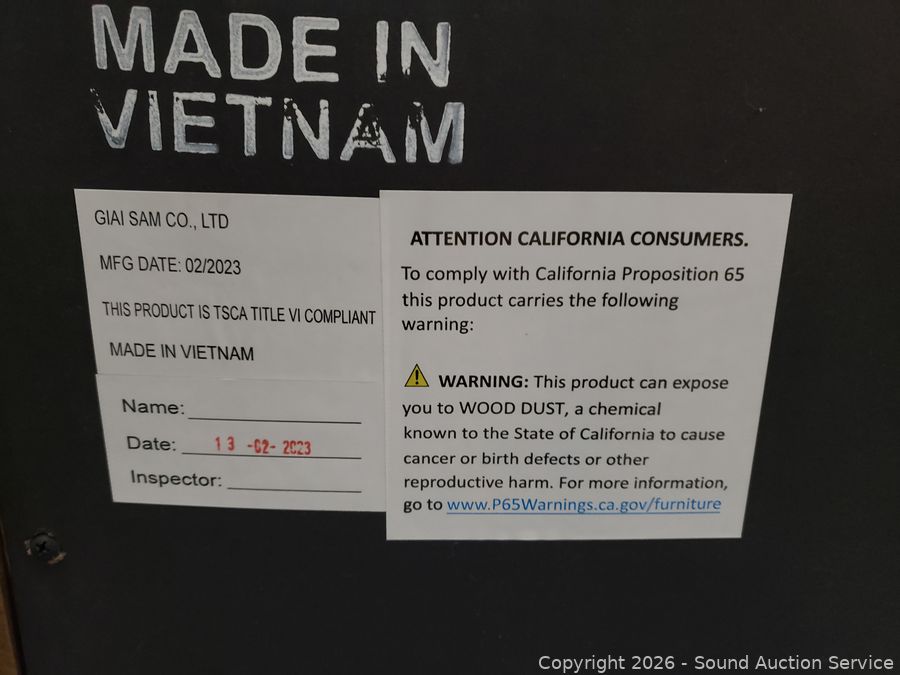 MADE IN
VIETNAM
GIAI SAM CO., LTD
MFG DATE: 02/2023
THIS PRODUCT IS TSCA TITLE VI COMPLIANT
MADE IN VIETNAM
Name:
Date: 13 -02- 2023
Inspector:
ATTENTION CALIFORNIA CONSUMERS.
To comply with California Proposition 65
this product carries the following
warning:
WARNING: This product can expose
you to WOOD DUST, a chemical
known to the State of California to cause
cancer or birth defects or other
reproductive harm. For more information,
go to www.P65Warnings.ca.gov/furniture
Copyright 2026 - Sound Auction Service